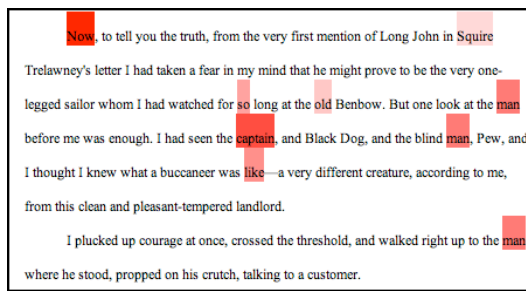 Now, to tell you the truth, from the very first mention of Long John in Squire
Trelawney's letter I had taken a fear in my mind that he might prove to be the very one-
legged sailor whom I had watched for so long at the old Benbow. But one look at the man
before me was enough. I had seen the captain, and Black Dog, and the blind man, Pew, and
I thought I knew what a buccaneer was like—a very different creature, according to me,
from this clean and pleasant-tempered landlord.
I plucked up courage at once, crossed the threshold, and walked right up to the man
where he stood, propped on his crutch, talking to a customer.